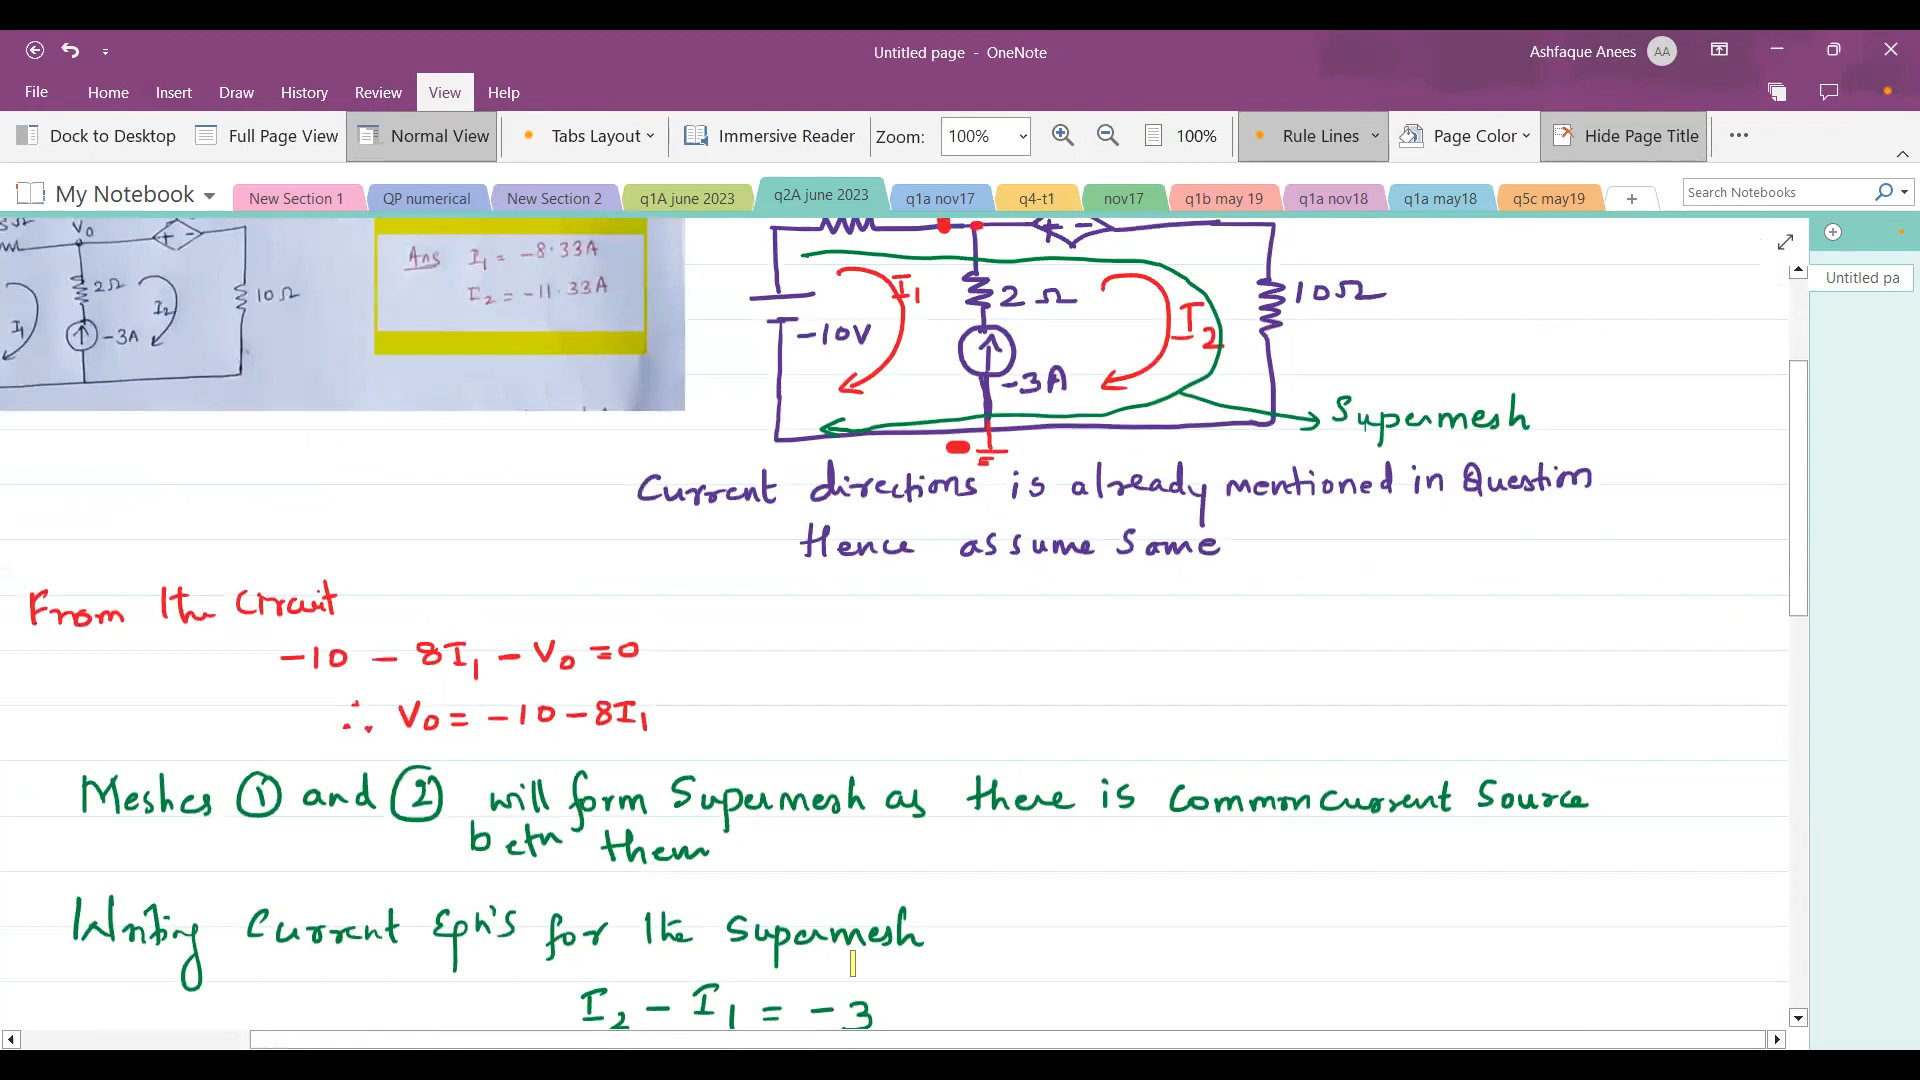 Untitled page - OneNote
Ashfaque Anees
AA
File
Home
Insert
Draw
History
Review
View
Help
Dock to Desktop
Full Page View
Normal View
Tabs Layout
Immersive Reader
Zoom:
100%
100%
Rule Lines
Page Color
Hide Page Title
My Notebook
New Section 1
QP numerical
New Section 2
q1A june 2023
q2A june 2023
q1a nov17
q4-t1
nov17
q1b may 19
q1a nov18
q1a may18
q5c may19
Search Notebooks
Untitled pa
V0
2Ω
I1
I2
-3A
10Ω
Ans I1 = -8.33A
I2 = -11.33A
+ -
-10V
I1
2 Ω
-3A
I2
10Ω
Supermesh
Current directions is already mentioned in Question
Hence assume same
From the Circuit
-10 - 8I1 - V0 = 0
∴ V0 = -10 - 8I1
Meshes ① and ② will form Supermesh as there is common current source
betn them
Writing Current Eqn's for the Supermesh
I2 - I1 = -3